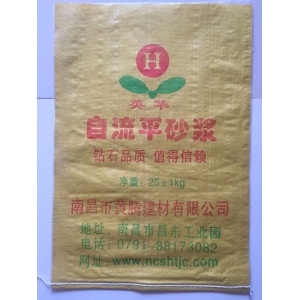 H
英华
自流平砂浆
钻石品质 值得信赖
净重：25±1kg
南昌市黄腾建材有限公司
地址：南昌市昌东工业园
电话：0791-88173082
网址：www.ncshtjc.com